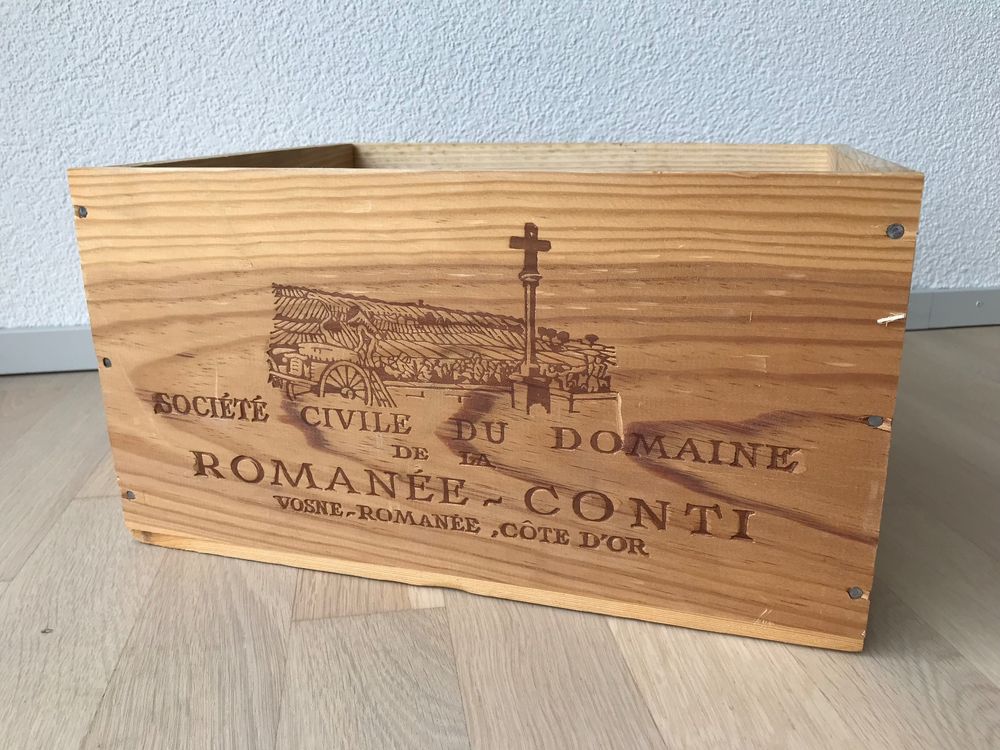 SOCIÉTÉ CIVILE DU DOMAINE
DE LA
ROMANÉE - CONTI
VOSNE-ROMANÉE, CÔTE D'OR